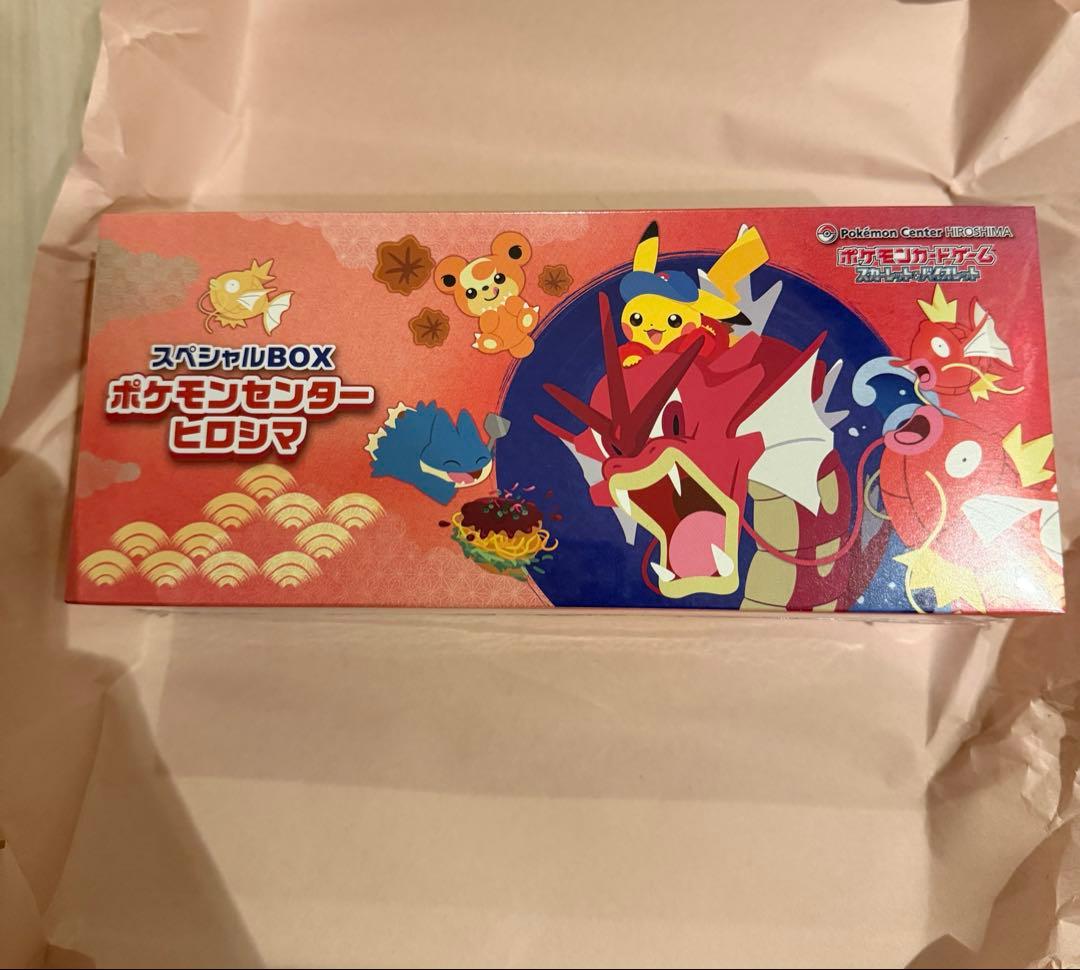 スペシャルBOX
ポケモンセンター
ヒロシマ
Pokémon Center HIROSHIMA
ポケモンカードゲーム
スカーレット&バイオレット